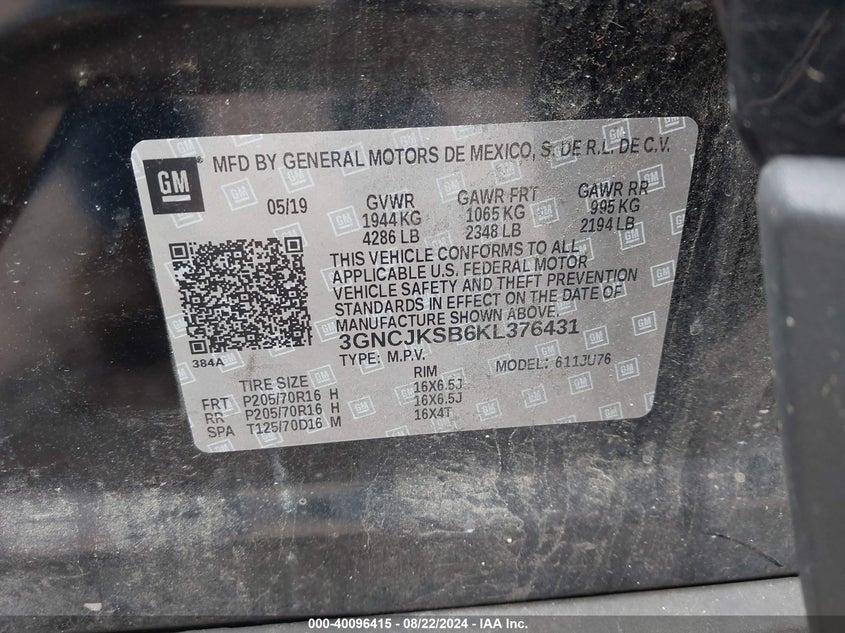 GM
MFD BY GENERAL MOTORS DE MEXICO, S. DE R.L. DE C.V.
05/19 GVWR GAWR FRT GAWR RR
1944 KG 1065 KG 995 KG
4286 LB 2348 LB 2194 LB
THIS VEHICLE CONFORMS TO ALL
APPLICABLE U.S. FEDERAL MOTOR
VEHICLE SAFETY AND THEFT PREVENTION
STANDARDS IN EFFECT ON THE DATE OF
MANUFACTURE SHOWN ABOVE.
3GNCJKSB6KL376431
384A
TYPE: M.P.V. MODEL: 611JU76
TIRE SIZE RIM
FRT P205/70R16 H 16X6.5J
RR P205/70R16 H 16X6.5J
SPA T125/70D16 M 16X4T
000-40096415 - 08/22/2024 - IAA Inc.